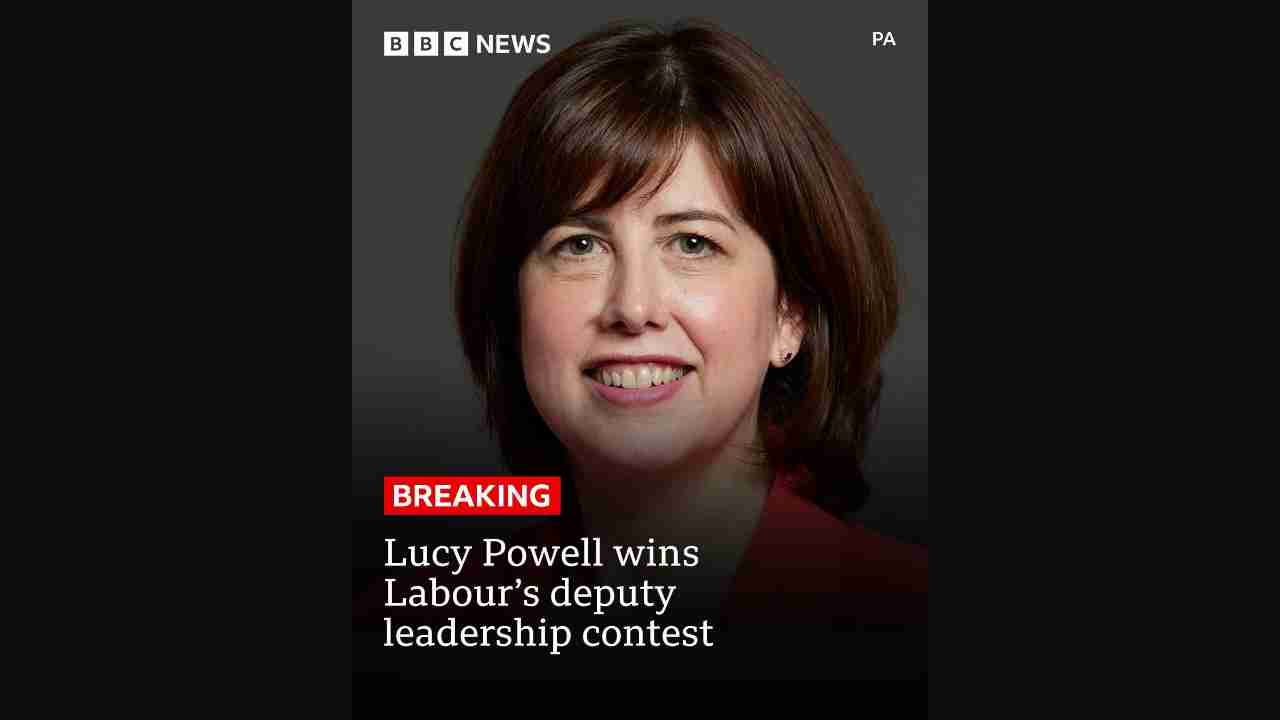 BBC NEWS
PA
BREAKING
Lucy Powell wins
Labour’s deputy
leadership contest